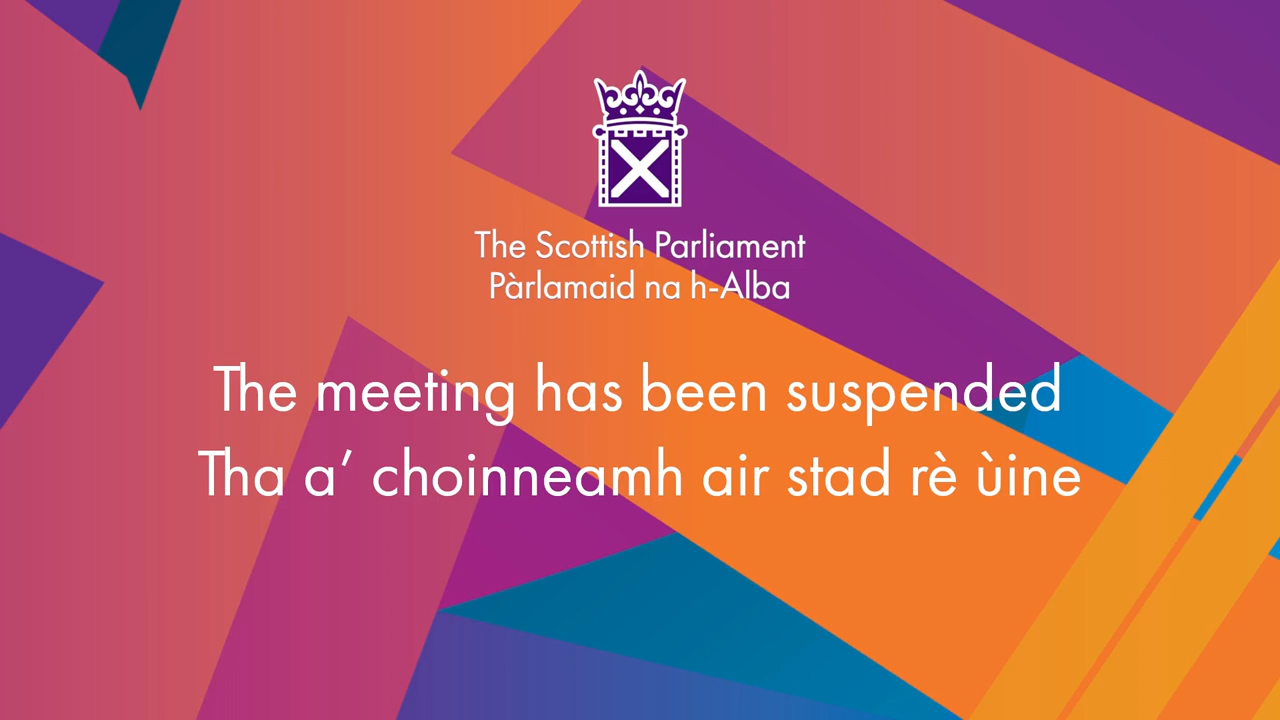 The Scottish Parliament
Pàrlamaid na h-Alba
The meeting has been suspended
Tha a’ choinneamh air stad rè ùine